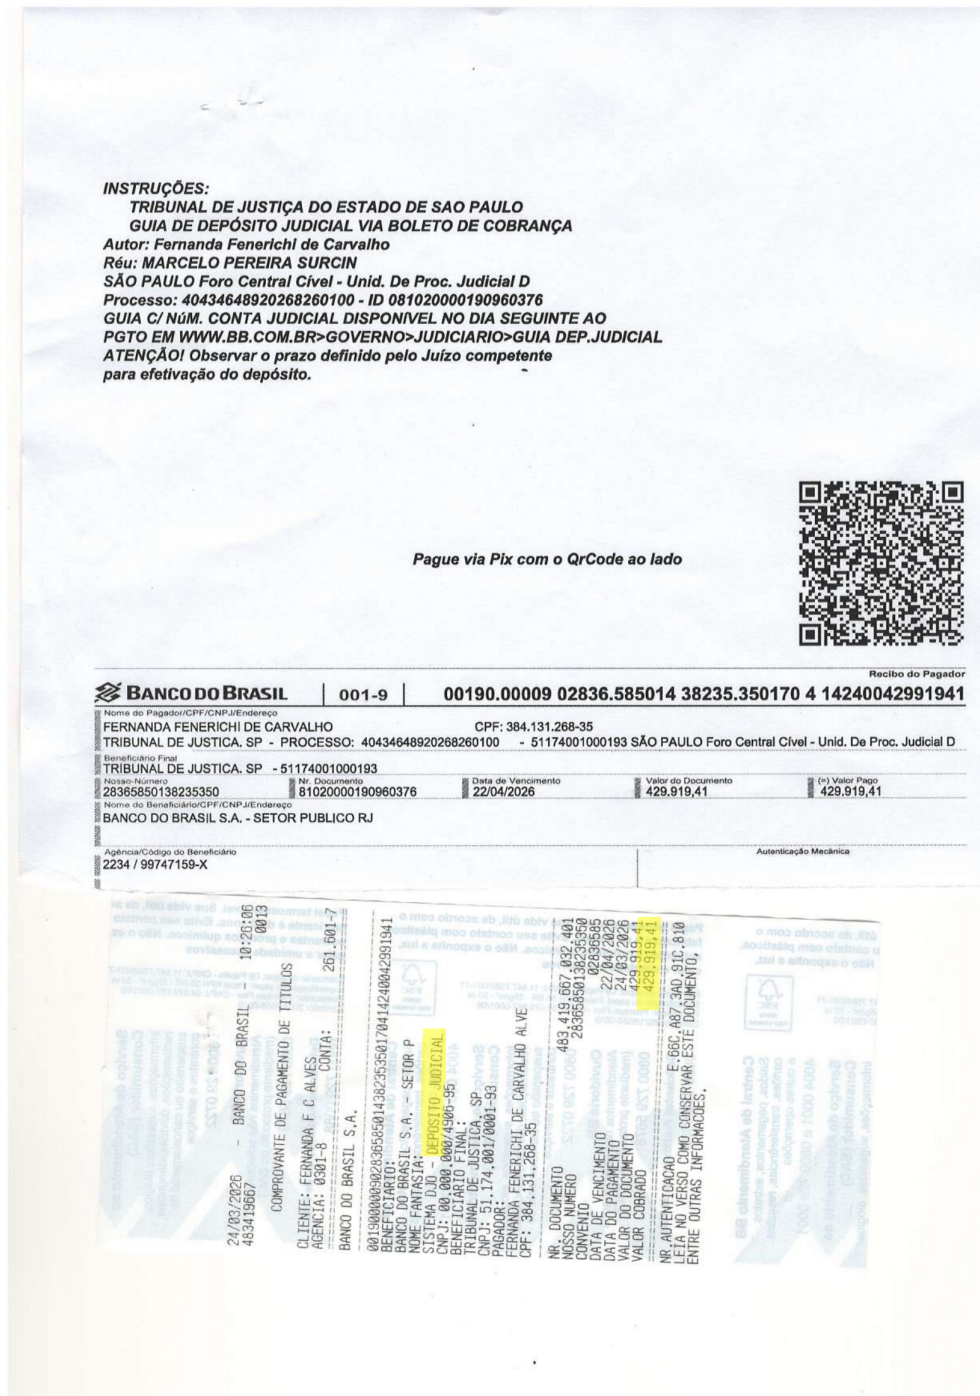 INSTRUÇÕES:
TRIBUNAL DE JUSTIÇA DO ESTADO DE SAO PAULO
GUIA DE DEPÓSITO JUDICIAL VIA BOLETO DE COBRANÇA
Autor: Fernanda Fenerichi de Carvalho
Réu: MARCELO PEREIRA SURCIN
SÃO PAULO Foro Central Cível - Unid. De Proc. Judicial D
Processo: 40434648920268260100 - ID 081020000190960376
GUIA C/ NúM. CONTA JUDICIAL DISPONIVEL NO DIA SEGUINTE AO
PGTO EM WWW.BB.COM.BR>GOVERNO>JUDICIARIO>GUIA DEP.JUDICIAL
ATENÇÃO! Observar o prazo definido pelo Juízo competente
para efetivação do depósito.
Pague via Pix com o QrCode ao lado
Recibo do Pagador
BANCO DO BRASIL 001-9 00190.00009 02836.585014 38235.350170 4 14240042991941
Nome do Pagador/CPF/CNPJ/Endereço
FERNANDA FENERICHI DE CARVALHO CPF: 384.131.268-35
TRIBUNAL DE JUSTICA. SP - PROCESSO: 40434648920268260100 - 51174001000193 SÃO PAULO Foro Central Cível - Unid. De Proc. Judicial D
Beneficiário Final
TRIBUNAL DE JUSTICA. SP - 51174001000193
Nosso-Número Nr. Documento Data de Vencimento Valor do Documento (=) Valor Pago
28365850138235350 81020000190960376 22/04/2026 429.919,41 429.919,41
Nome do Beneficiário/CPF/CNPJ/Endereço
BANCO DO BRASIL S.A. - SETOR PUBLICO RJ
Agência/Código do Beneficiário Autenticação Mecânica
2234 / 99747159-X
24/03/2026 - BANCO DO BRASIL - 10:26:06
483419667 0013
COMPROVANTE DE PAGAMENTO DE TITULOS
CLIENTE: FERNANDA F C ALVES
AGENCIA: 0301-8 CONTA: 261.601-7
BANCO DO BRASIL S.A.
00190000090283658501438235350170414240042991941
BENEFICIARIO:
BANCO DO BRASIL S.A. - SETOR P
NOME FANTASIA:
SISTEMA DJO - DEPOSITO JUDICIAL
CNPJ: 00.000.000/4906-95
BENEFICIARIO FINAL:
TRIBUNAL DE JUSTICA. SP
CNPJ: 51.174.001/0001-93
PAGADOR:
FERNANDA FENERICHI DE CARVALHO ALVE
CPF: 384.131.268-35
NR. DOCUMENTO 483.419.667.032.401
NOSSO NUMERO 28365850138235350
CONVENIO 02836585
DATA DE VENCIMENTO 22/04/2026
DATA DO PAGAMENTO 24/03/2026
VALOR DO DOCUMENTO 429.919,41
VALOR COBRADO 429.919,41
NR.AUTENTICACAO E.66C.A87.3AD.91C.810
LEIA NO VERSO COMO CONSERVAR ESTE DOCUMENTO,
ENTRE OUTRAS INFORMACOES.